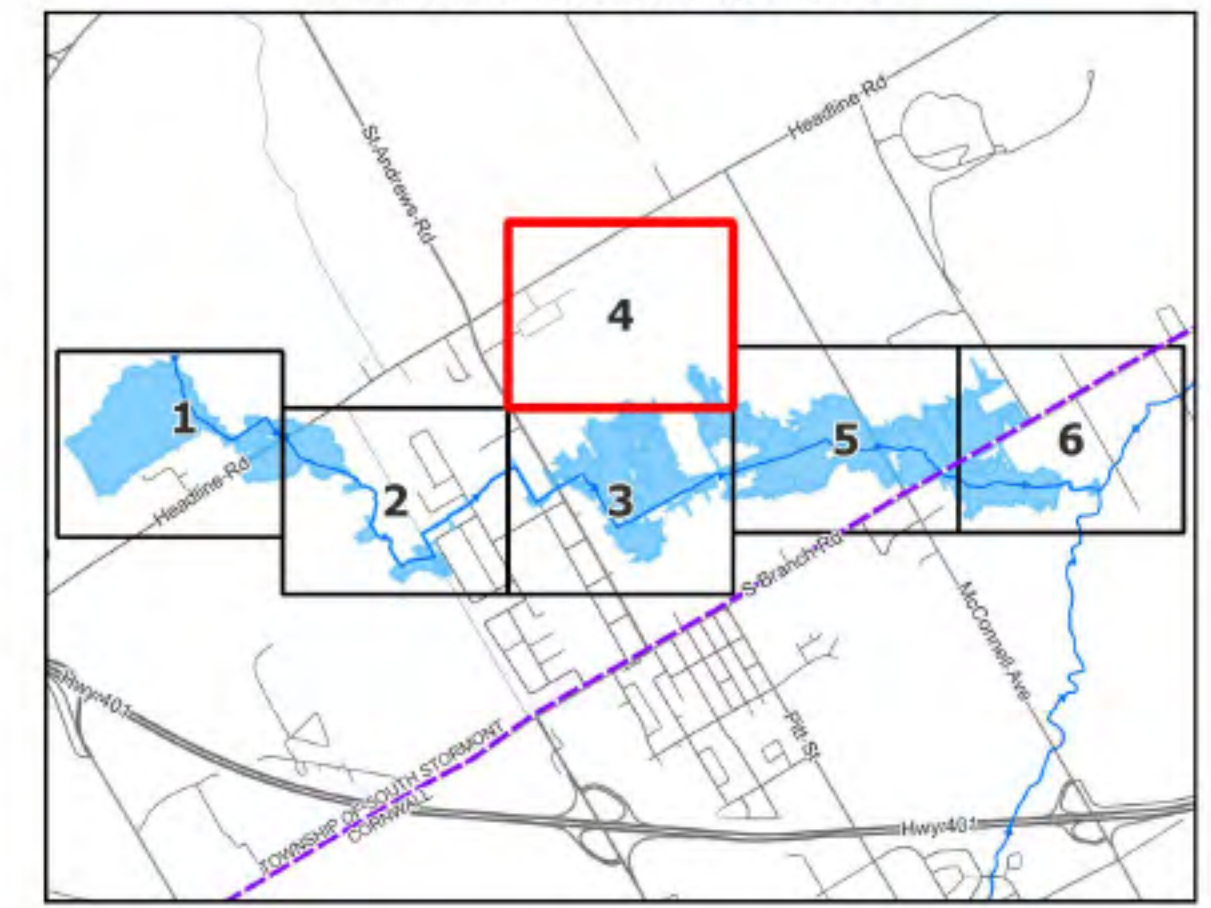 Headline Rd
St Andrews Rd
4
1
5
6
Headline Rd
2
3
S Branch Rd
McConnell Ave
Hwy 401
Pitt St
TOWNSHIP OF SOUTH STORMONT
CORNWALL
Hwy 401